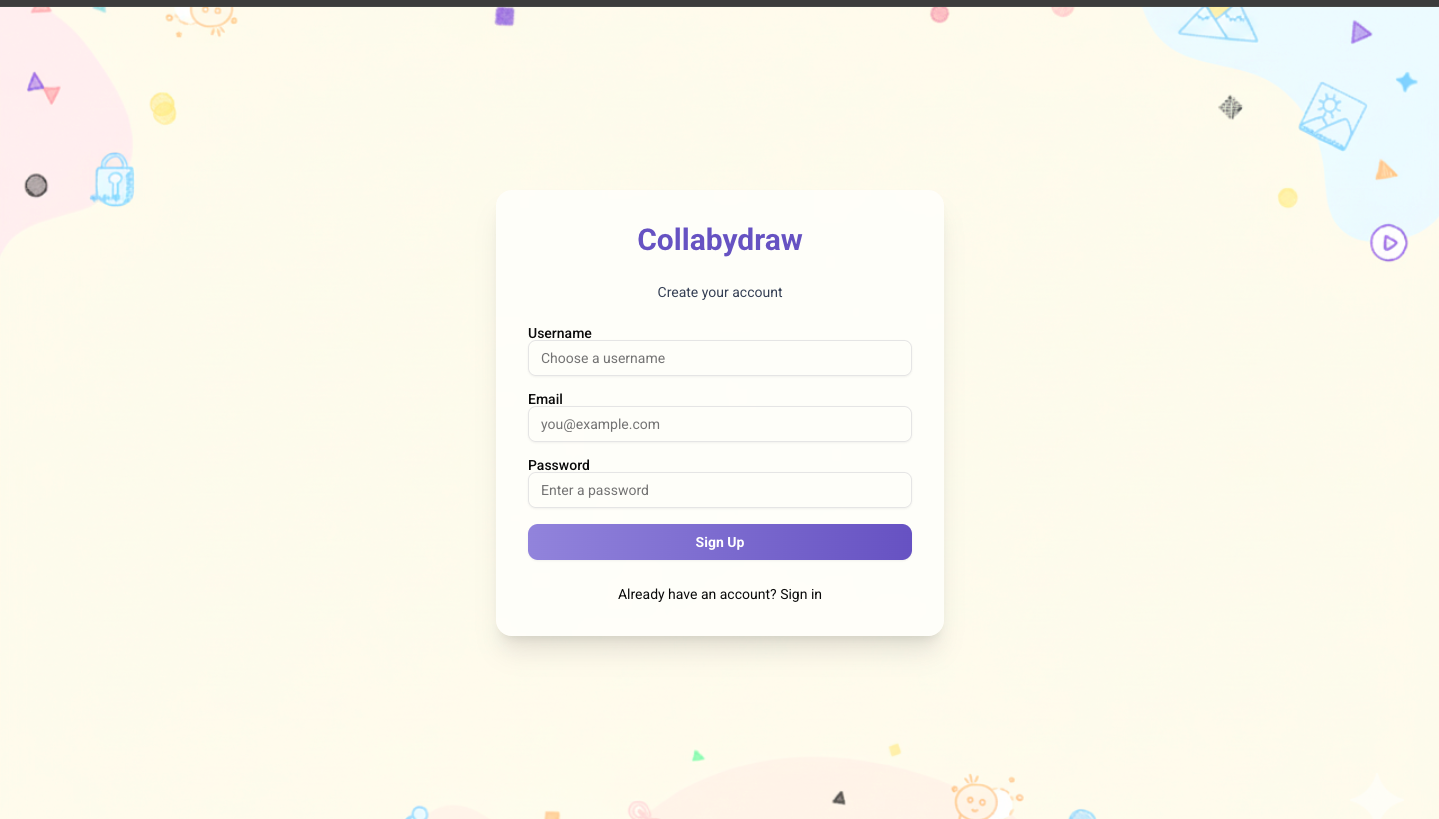 Collabydraw
Create your account
Username
Choose a username
Email
you@example.com
Password
Enter a password
Sign Up
Already have an account? Sign in